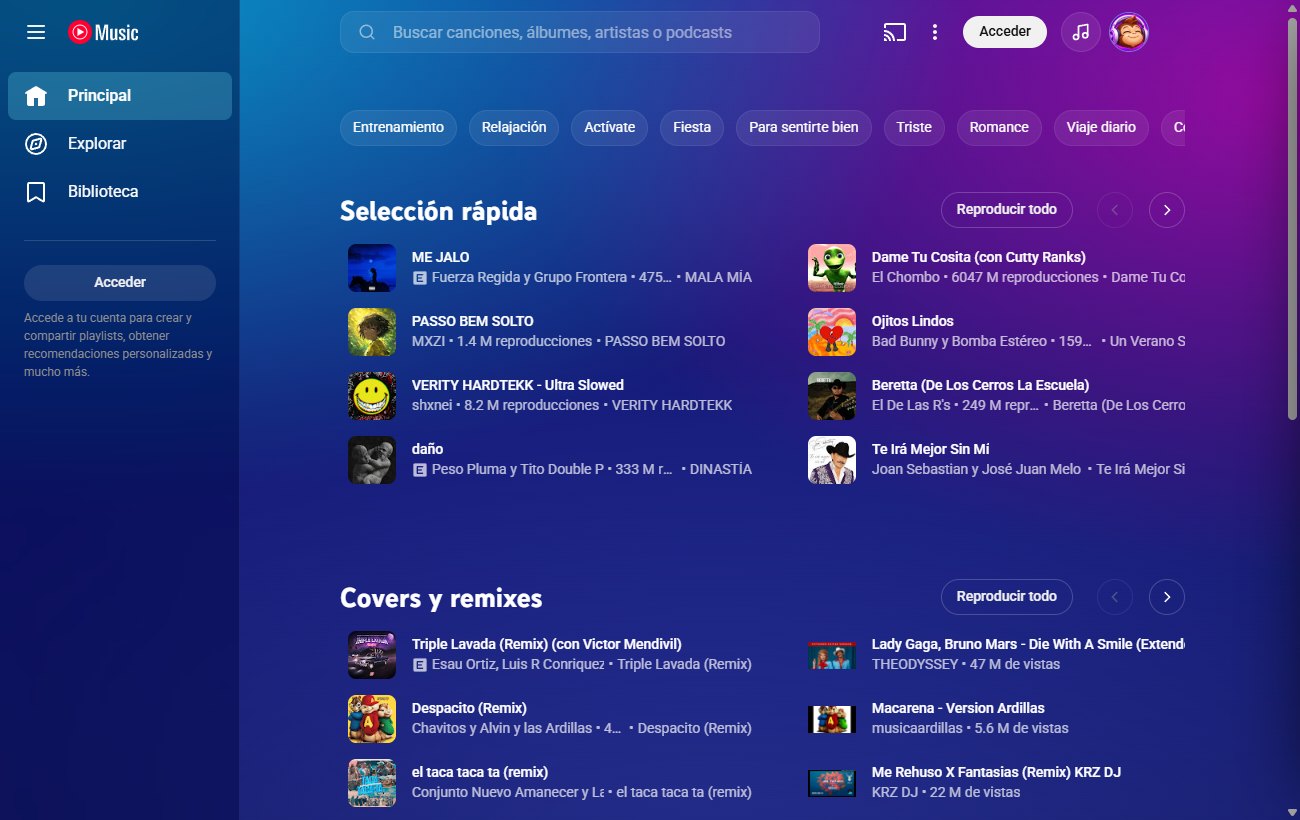 Music
Buscar canciones, álbumes, artistas o podcasts
Acceder
Principal
Explorar
Biblioteca
Acceder
Accede a tu cuenta para crear y
compartir playlists, obtener
recomendaciones personalizadas y
mucho más.
Entrenamiento
Relajación
Actívate
Fiesta
Para sentirte bien
Triste
Romance
Viaje diario
Selección rápida
Reproducir todo
ME JALO
E Fuerza Regida y Grupo Frontera • 475... • MALA MÍA
Dame Tu Cosita (con Cutty Ranks)
El Chombo • 6047 M reproducciones • Dame Tu Co
PASSO BEM SOLTO
MXZI • 1.4 M reproducciones • PASSO BEM SOLTO
Ojitos Lindos
Bad Bunny y Bomba Estéreo • 159... • Un Verano S
VERITY HARDTEKK - Ultra Slowed
shxnei • 8.2 M reproducciones • VERITY HARDTEKK
Beretta (De Los Cerros La Escuela)
El De Las R's • 249 M repr... • Beretta (De Los Cerro
daño
E Peso Pluma y Tito Double P • 333 M r... • DINASTÍA
Te Irá Mejor Sin Mí
Joan Sebastian y José Juan Melo • Te Irá Mejor Si
Covers y remixes
Reproducir todo
Triple Lavada (Remix) (con Victor Mendivil)
E Esau Ortiz, Luis R Conriquez • Triple Lavada (Remix)
Lady Gaga, Bruno Mars - Die With A Smile (Extende
THEODYSSEY • 47 M de vistas
Despacito (Remix)
Chavitos y Alvin y las Ardillas • 4... • Despacito (Remix)
Macarena - Version Ardillas
musicaardillas • 5.6 M de vistas
el taca taca ta (remix)
Conjunto Nuevo Amanecer y La • el taca taca ta (remix)
Me Rehuso X Fantasias (Remix) KRZ DJ
KRZ DJ • 22 M de vistas